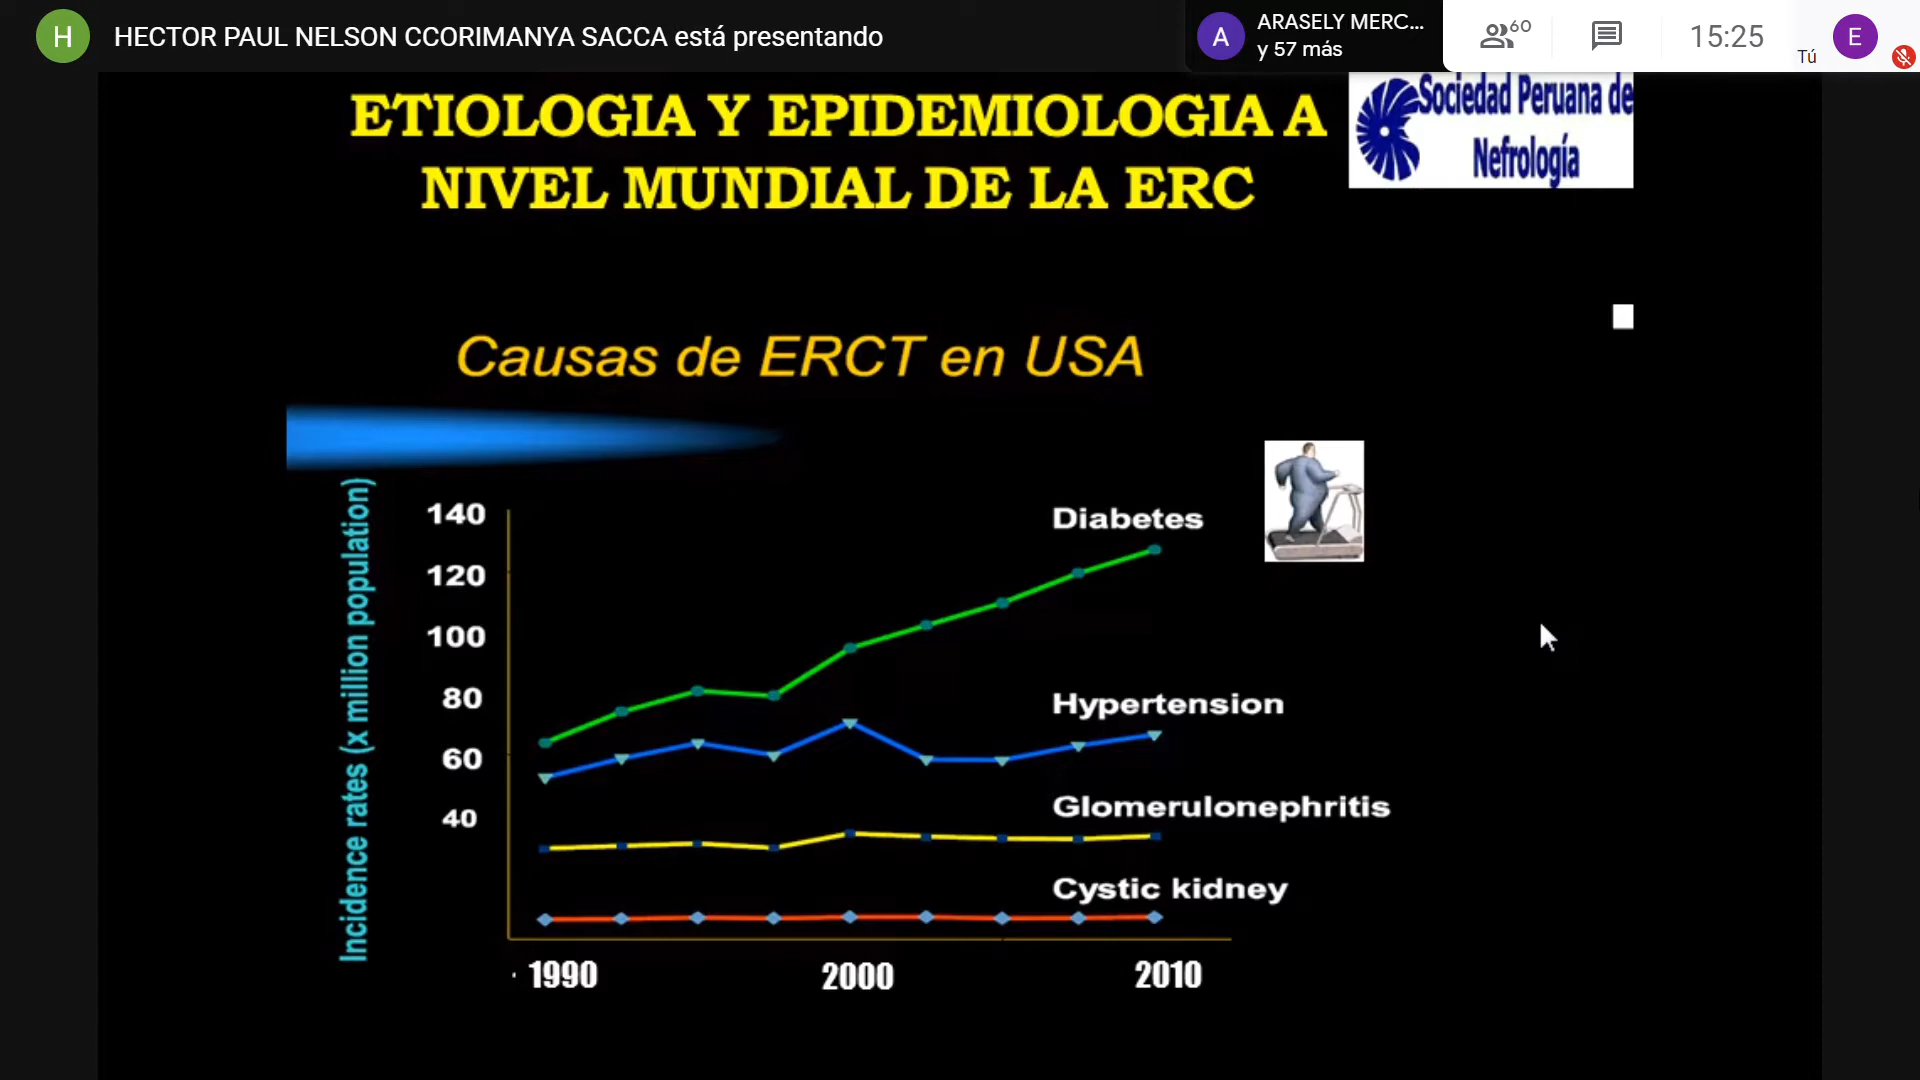 H
HECTOR PAUL NELSON CCORIMANYA SACCA está presentando
A
ARASELY MERC...
y 57 más
60
15:25
Tú
E
ETIOLOGIA Y EPIDEMIOLOGIA A
NIVEL MUNDIAL DE LA ERC
Sociedad Peruana de
Nefrología
Causas de ERCT en USA
Incidence rates (x million population)
140
120
100
80
60
40
Diabetes
Hypertension
Glomerulonephritis
Cystic kidney
1990
2000
2010